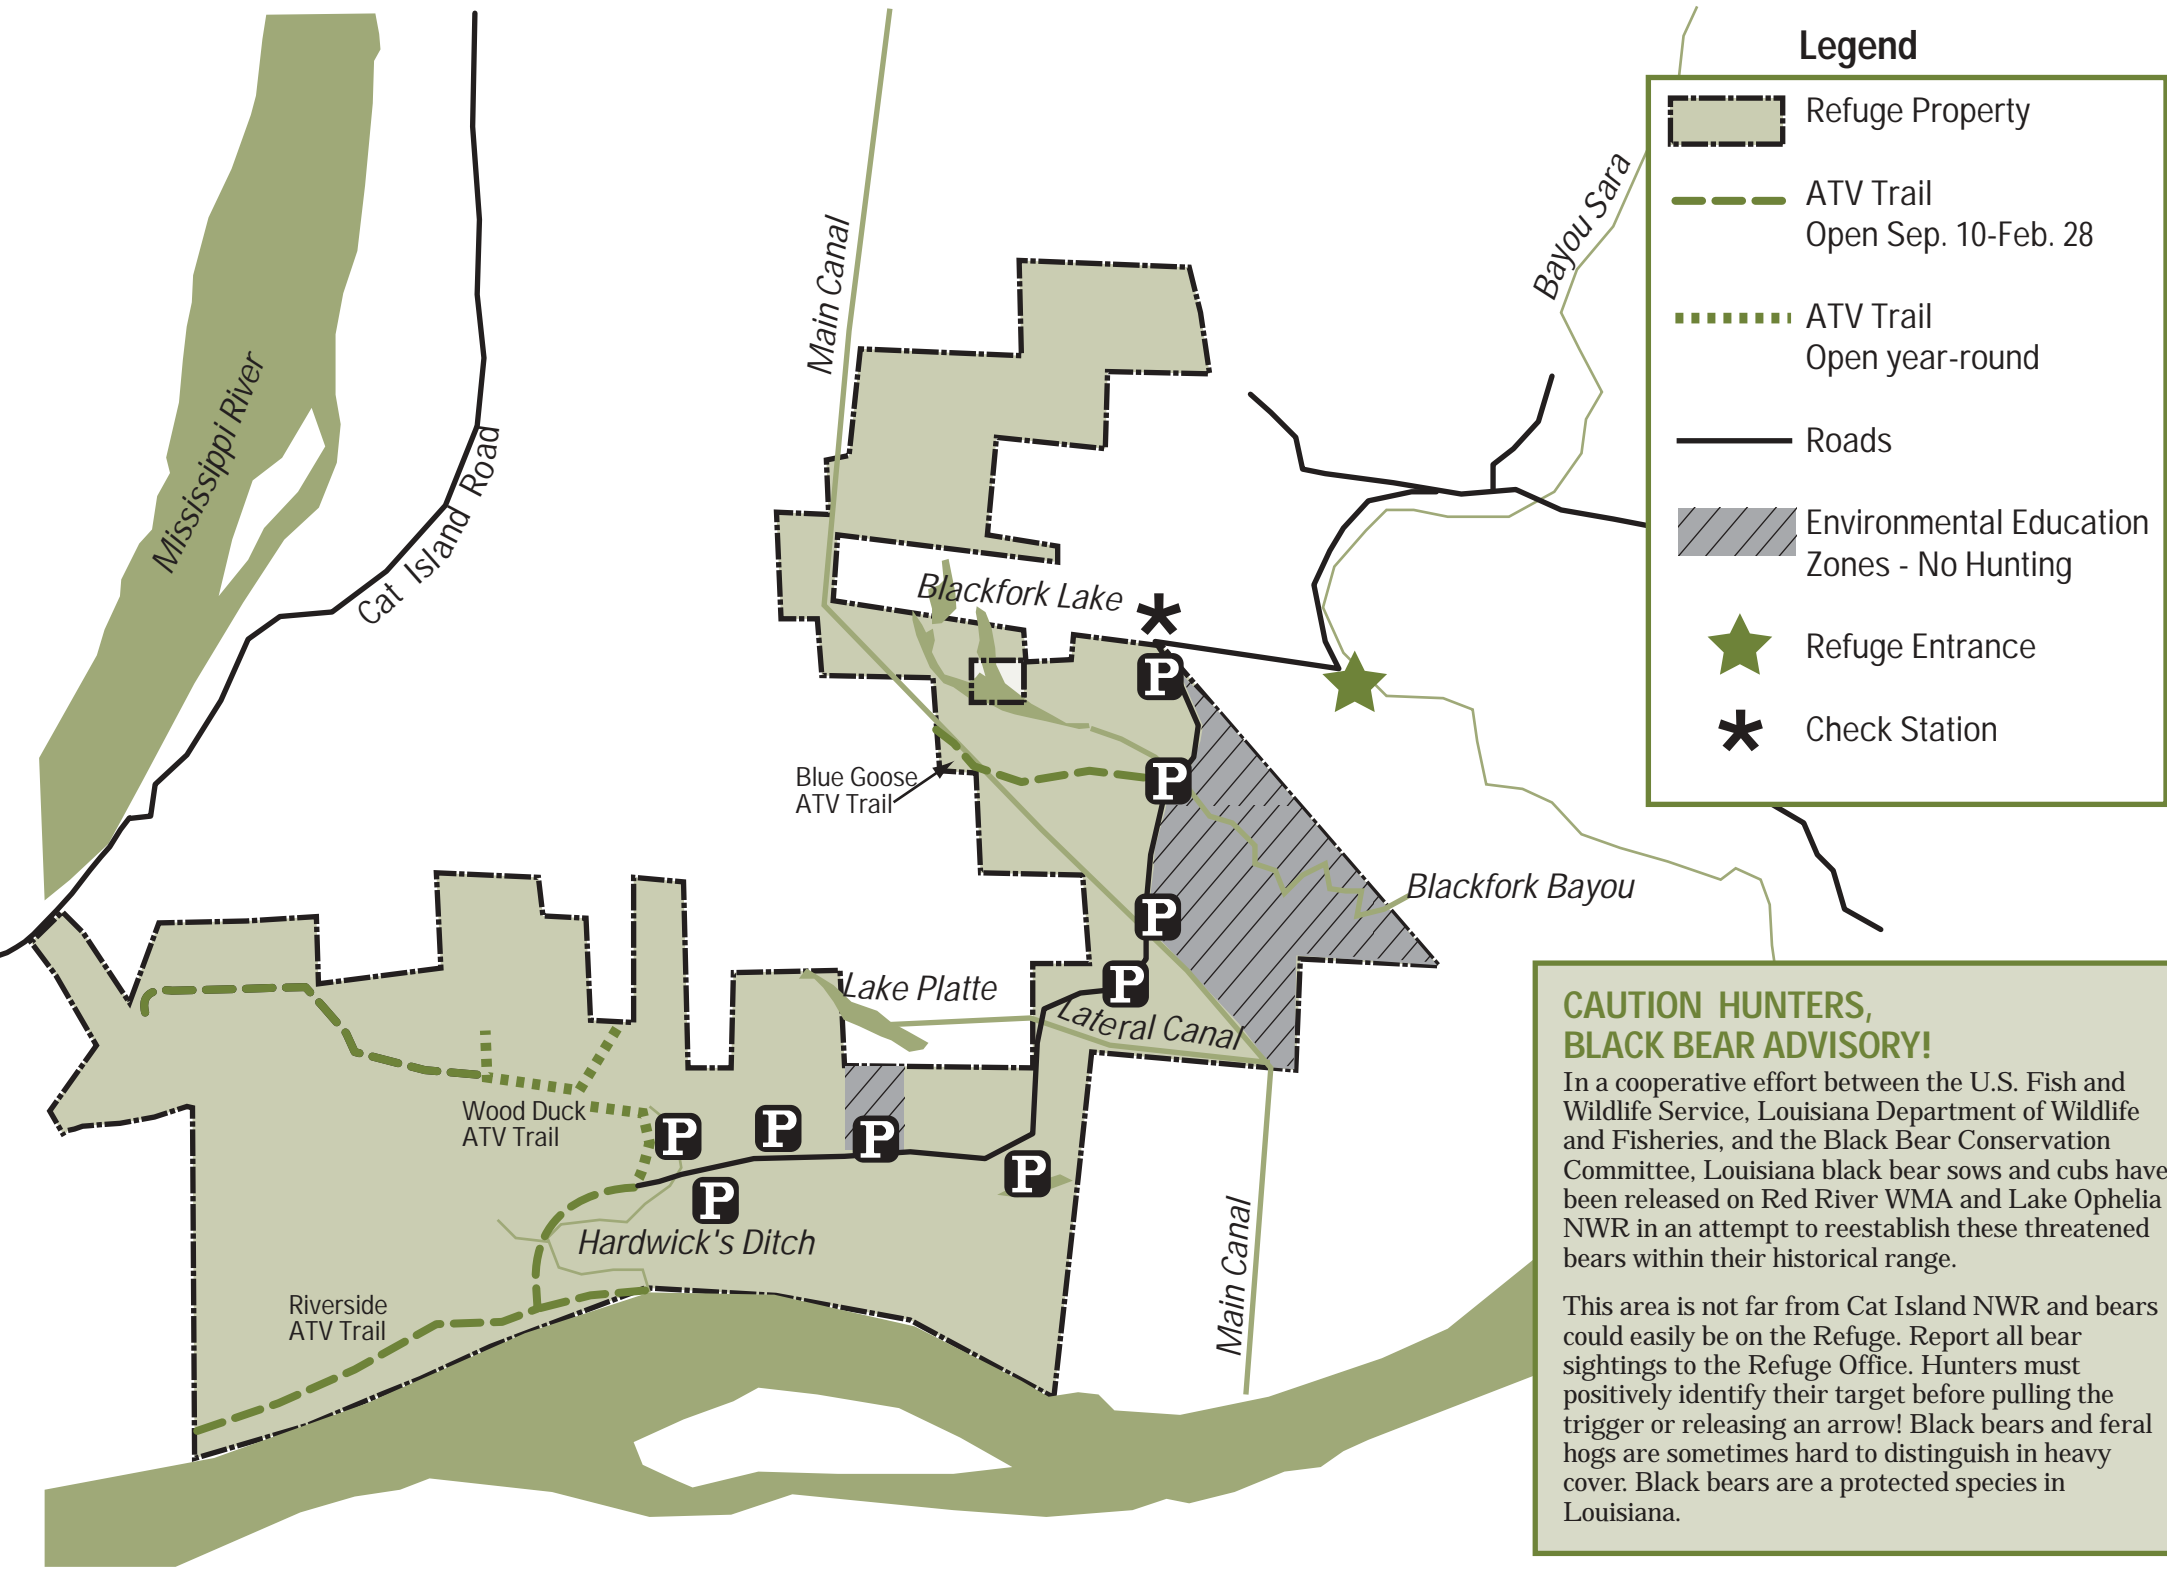 Legend
Refuge Property
ATV Trail
Open Sep. 10-Feb. 28
ATV Trail
Open year-round
Roads
Environmental Education
Zones - No Hunting
Refuge Entrance
Check Station
Mississippi River
Cat Island Road
Main Canal
Bayou Sara
Blackfork Lake
P
Blue Goose
ATV Trail
P
Blackfork Bayou
P
Lake Platte
P
Lateral Canal
Wood Duck
ATV Trail
P
P
P
P
P
Hardwick's Ditch
Main Canal
Riverside
ATV Trail
CAUTION HUNTERS,
BLACK BEAR ADVISORY!
In a cooperative effort between the U.S. Fish and
Wildlife Service, Louisiana Department of Wildlife
and Fisheries, and the Black Bear Conservation
Committee, Louisiana black bear sows and cubs have
been released on Red River WMA and Lake Ophelia
NWR in an attempt to reestablish these threatened
bears within their historical range.
This area is not far from Cat Island NWR and bears
could easily be on the Refuge. Report all bear
sightings to the Refuge Office. Hunters must
positively identify their target before pulling the
trigger or releasing an arrow! Black bears and feral
hogs are sometimes hard to distinguish in heavy
cover. Black bears are a protected species in
Louisiana.